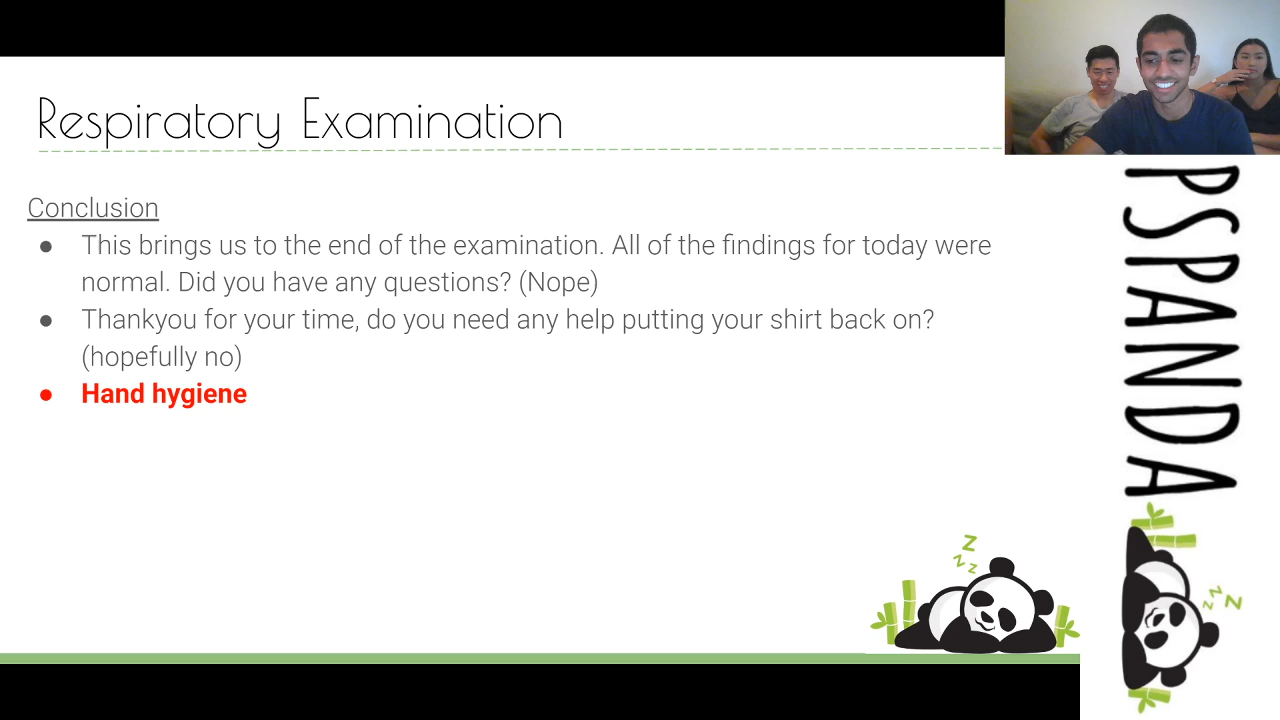 Respiratory Examination
Conclusion
● This brings us to the end of the examination. All of the findings for today were
normal. Did you have any questions? (Nope)
● Thankyou for your time, do you need any help putting your shirt back on?
(hopefully no)
● Hand hygiene
PSPANDA
z
z
z
z
z
z